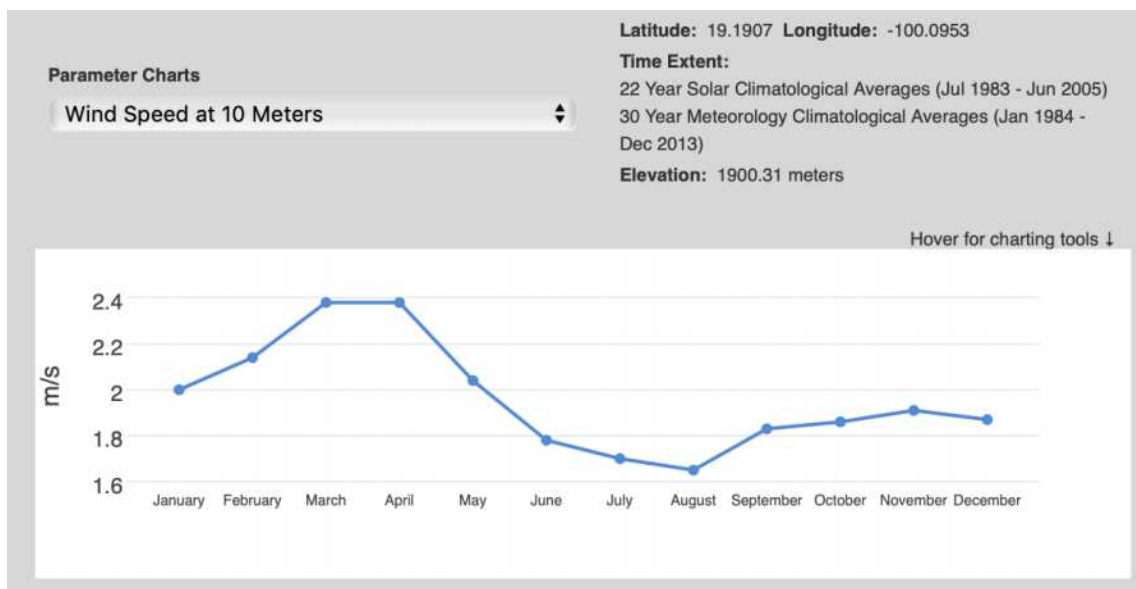 Latitude: 19.1907 Longitude: -100.0953
Time Extent:
22 Year Solar Climatological Averages (Jul 1983 - Jun 2005)
30 Year Meteorology Climatological Averages (Jan 1984 -
Dec 2013)
Elevation: 1900.31 meters
Parameter Charts
Wind Speed at 10 Meters
Hover for charting tools ↓
m/s
2.4
2.2
2
1.8
1.6
January February March April May June July August September October November December